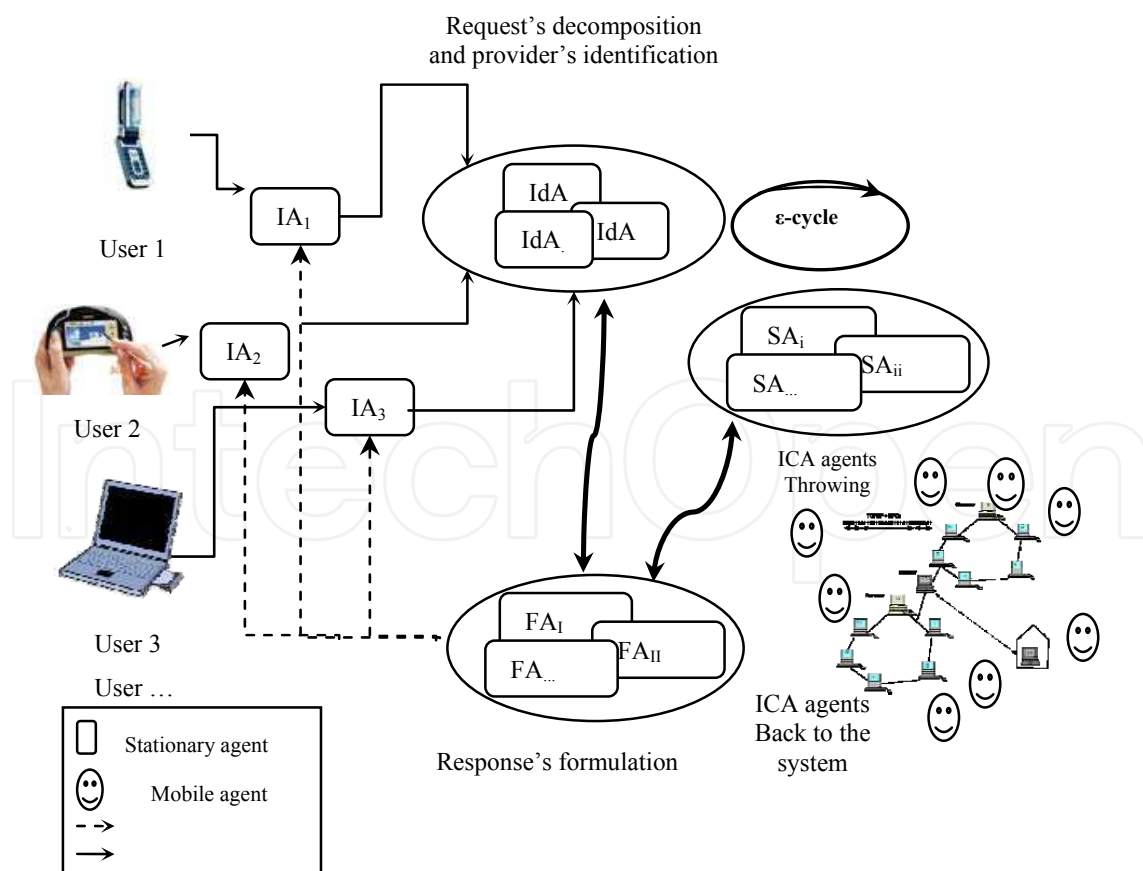 Request's decomposition
and provider's identification
IdA
IdA
IdA.
ε-cycle
IA1
User 1
IA2
User 2
IA3
SAi
SAii
SA...
ICA agents
Throwing
User 3
User …
FAI
FAII
FA...
Response's formulation
ICA agents
Back to the
system
Stationary agent
Mobile agent
IntechOpen